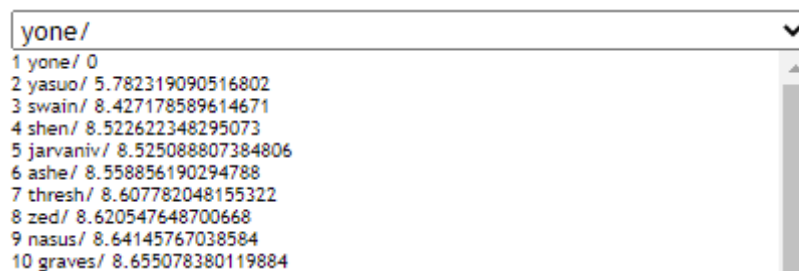 yone/
1 yone/ 0
2 yasuo/ 5.782319090516802
3 swain/ 8.427178589614671
4 shen/ 8.522622348295073
5 jarvaniv/ 8.525088807384806
6 ashe/ 8.558856190294788
7 thresh/ 8.607782048155322
8 zed/ 8.620547648700668
9 nasus/ 8.64145767038584
10 graves/ 8.655078380119884